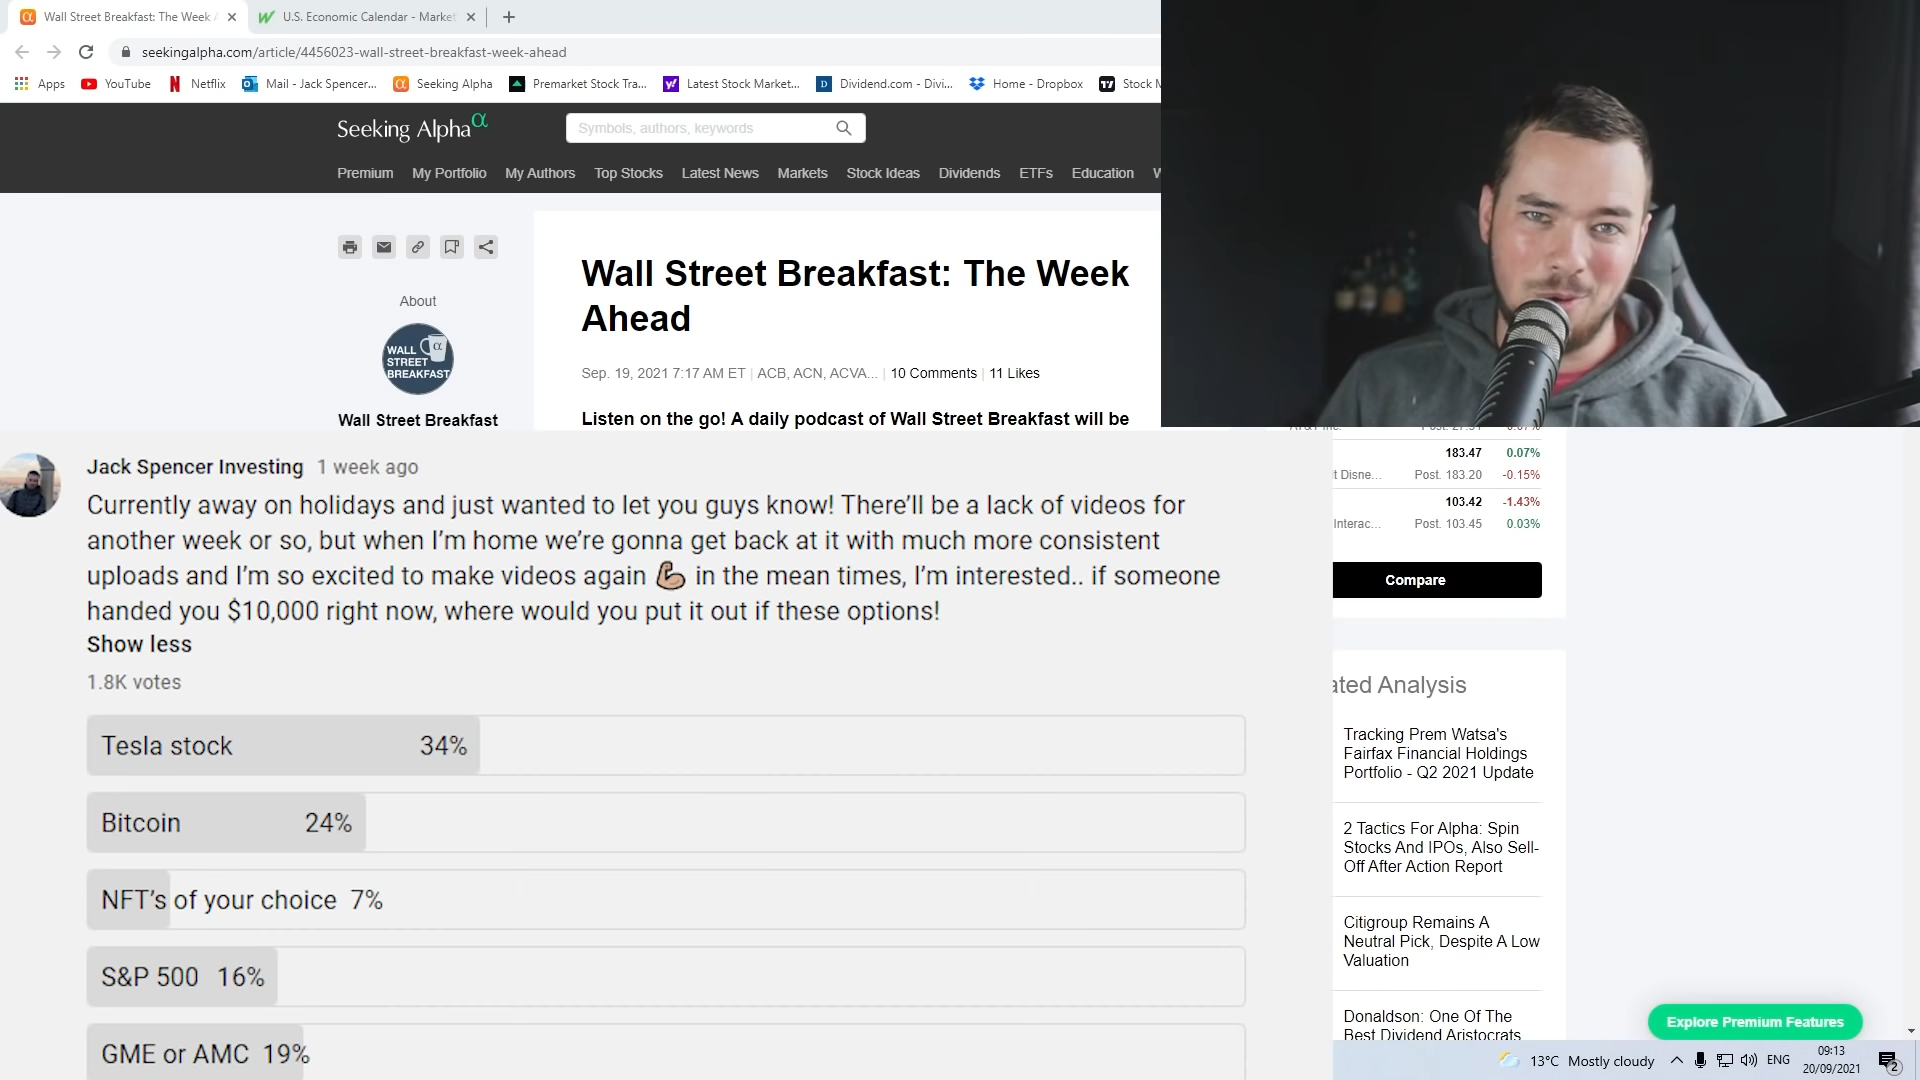 Wall Street Breakfast: The Week
U.S. Economic Calendar - Market
seekingalpha.com/article/4456023-wall-street-breakfast-week-ahead
Apps YouTube Netflix Mail - Jack Spencer... Seeking Alpha Premarket Stock Tra... Latest Stock Market... Dividend.com - Divi... Home - Dropbox Stock M
Seeking Alpha α
Symbols, authors, keywords
Premium My Portfolio My Authors Top Stocks Latest News Markets Stock Ideas Dividends ETFs Education W
About
WALL
STREET
BREAKFAST
α
Wall Street Breakfast
Wall Street Breakfast: The Week
Ahead
Sep. 19, 2021 7:17 AM ET | ACB, ACN, ACVA... | 10 Comments | 11 Likes
Listen on the go! A daily podcast of Wall Street Breakfast will be
Jack Spencer Investing 1 week ago
Currently away on holidays and just wanted to let you guys know! There’ll be a lack of videos for
another week or so, but when I’m home we’re gonna get back at it with much more consistent
uploads and I’m so excited to make videos again 💪🏼 in the mean times, I’m interested.. if someone
handed you $10,000 right now, where would you put it out if these options!
Show less
1.8K votes
Tesla stock 34%
Bitcoin 24%
NFT’s of your choice 7%
S&P 500 16%
GME or AMC 19%
183.47 0.07%
t Disne... Post. 183.20 -0.15%
103.42 -1.43%
Interac... Post. 103.45 0.03%
Compare
ated Analysis
Tracking Prem Watsa's
Fairfax Financial Holdings
Portfolio - Q2 2021 Update
2 Tactics For Alpha: Spin
Stocks And IPOs, Also Sell-
Off After Action Report
Citigroup Remains A
Neutral Pick, Despite A Low
Valuation
Donaldson: One Of The
Best Dividend Aristocrats
Explore Premium Features
13°C Mostly cloudy ENG
09:13
20/09/2021
2